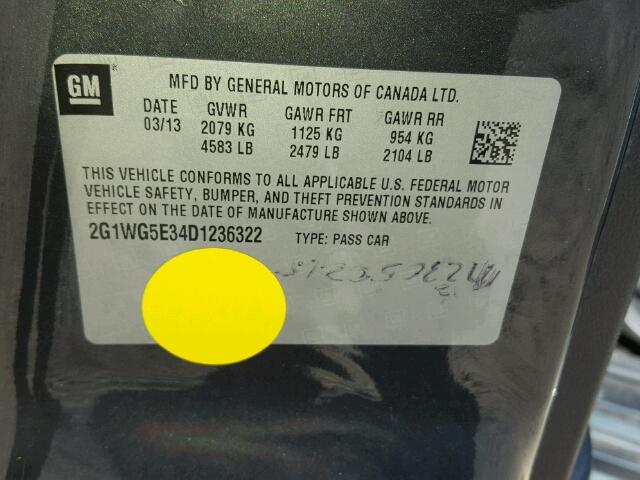 GM
MFD BY GENERAL MOTORS OF CANADA LTD.
DATE GVWR GAWR FRT GAWR RR
03/13 2079 KG 1125 KG 954 KG
4583 LB 2479 LB 2104 LB
THIS VEHICLE CONFORMS TO ALL APPLICABLE U.S. FEDERAL MOTOR
VEHICLE SAFETY, BUMPER, AND THEFT PREVENTION STANDARDS IN
EFFECT ON THE DATE OF MANUFACTURE SHOWN ABOVE.
2G1WG5E34D1236322 TYPE: PASS CAR